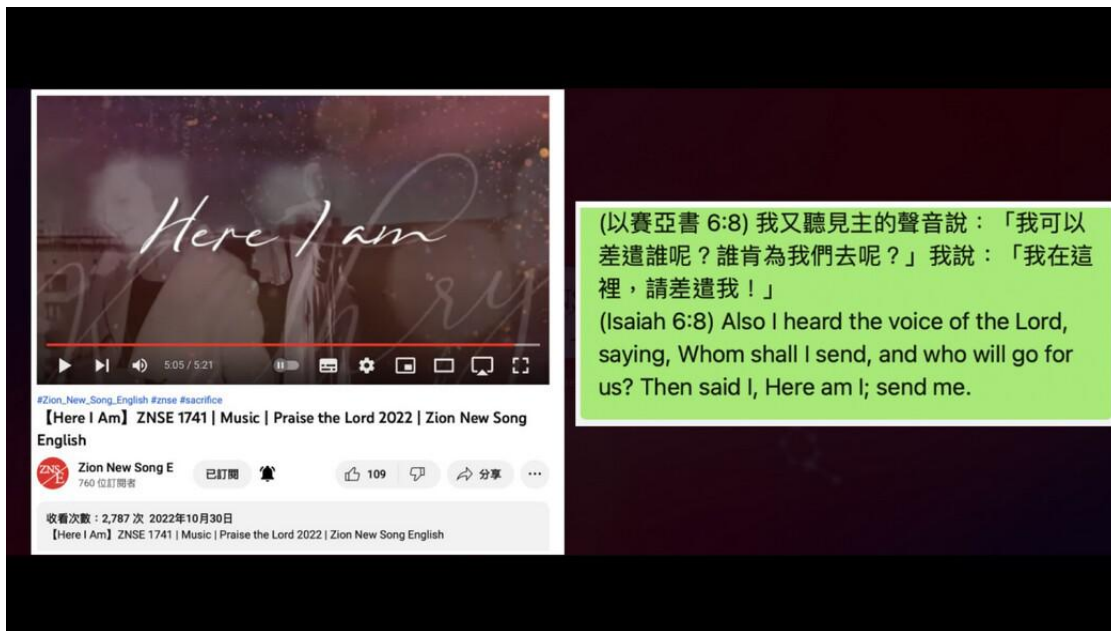 Here I am
5:05 / 5:21
#Zion_New_Song_English #znse #sacrifice
【Here I Am】ZNSE 1741 | Music | Praise the Lord 2022 | Zion New Song
English
ZNS
E
Zion New Song E
760 位訂閱者
已訂閱
109
分享
收看次數：2,787 次 2022年10月30日
【Here I Am】ZNSE 1741 | Music | Praise the Lord 2022 | Zion New Song English
(以賽亞書 6:8) 我又聽見主的聲音說：「我可以
差遣誰呢？誰肯為我們去呢？」我說：「我在這
裡，請差遣我！」
(Isaiah 6:8) Also I heard the voice of the Lord,
saying, Whom shall I send, and who will go for
us? Then said I, Here am I; send me.